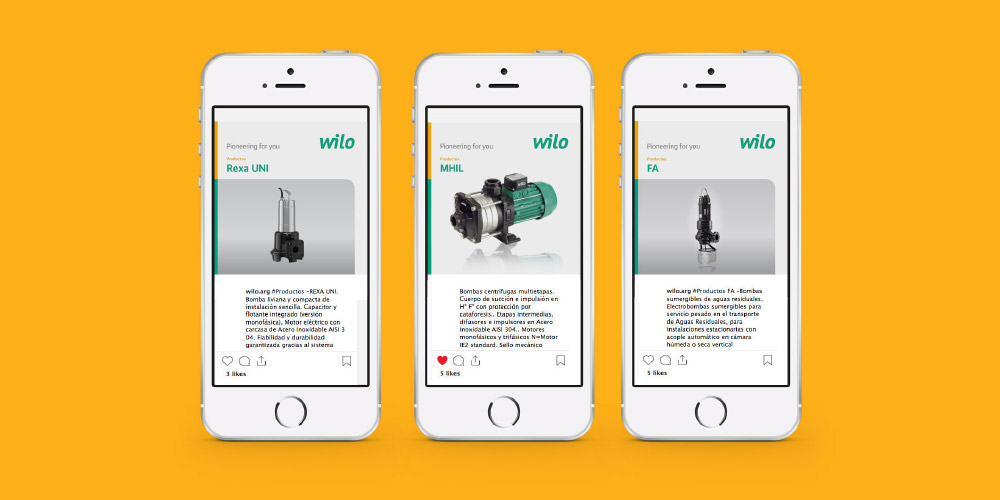 Pioneering for you
wilo
Productos
Rexa UNI
wilo.arg #Productos -REXA UNI.
Bomba liviana y compacta de
instalación sencilla. Capacitor y
flotante integrado (versión
monofásica), Motor eléctrico con
carcasa de Acero Inoxidable AISI 3
04. Fiabilidad y durabilidad
garantizada gracias al sistema
3 likes
Pioneering for you
wilo
Productos
MHIL
wilo
Bombas centrífugas multietapas.
Cuerpo de succión e impulsión en
H° F° con protección por
cataforesis.. Etapas intermedias,
difusores e impulsores en Acero
Inoxidable AISI 304.. Motores
monofásicos y trifásicos N=Motor
IE2 standard. Sello mecánico
5 likes
Pioneering for you
wilo
Productos
FA
wilo.arg #Productos FA -Bombas
sumergibles de aguas residuales.
Electrobombas sumergibles para
servicio pesado en el transporte
de Aguas Residuales, para
instalaciones estacionarias con
acople automático en cámara
húmeda o seca vertical
5 likes